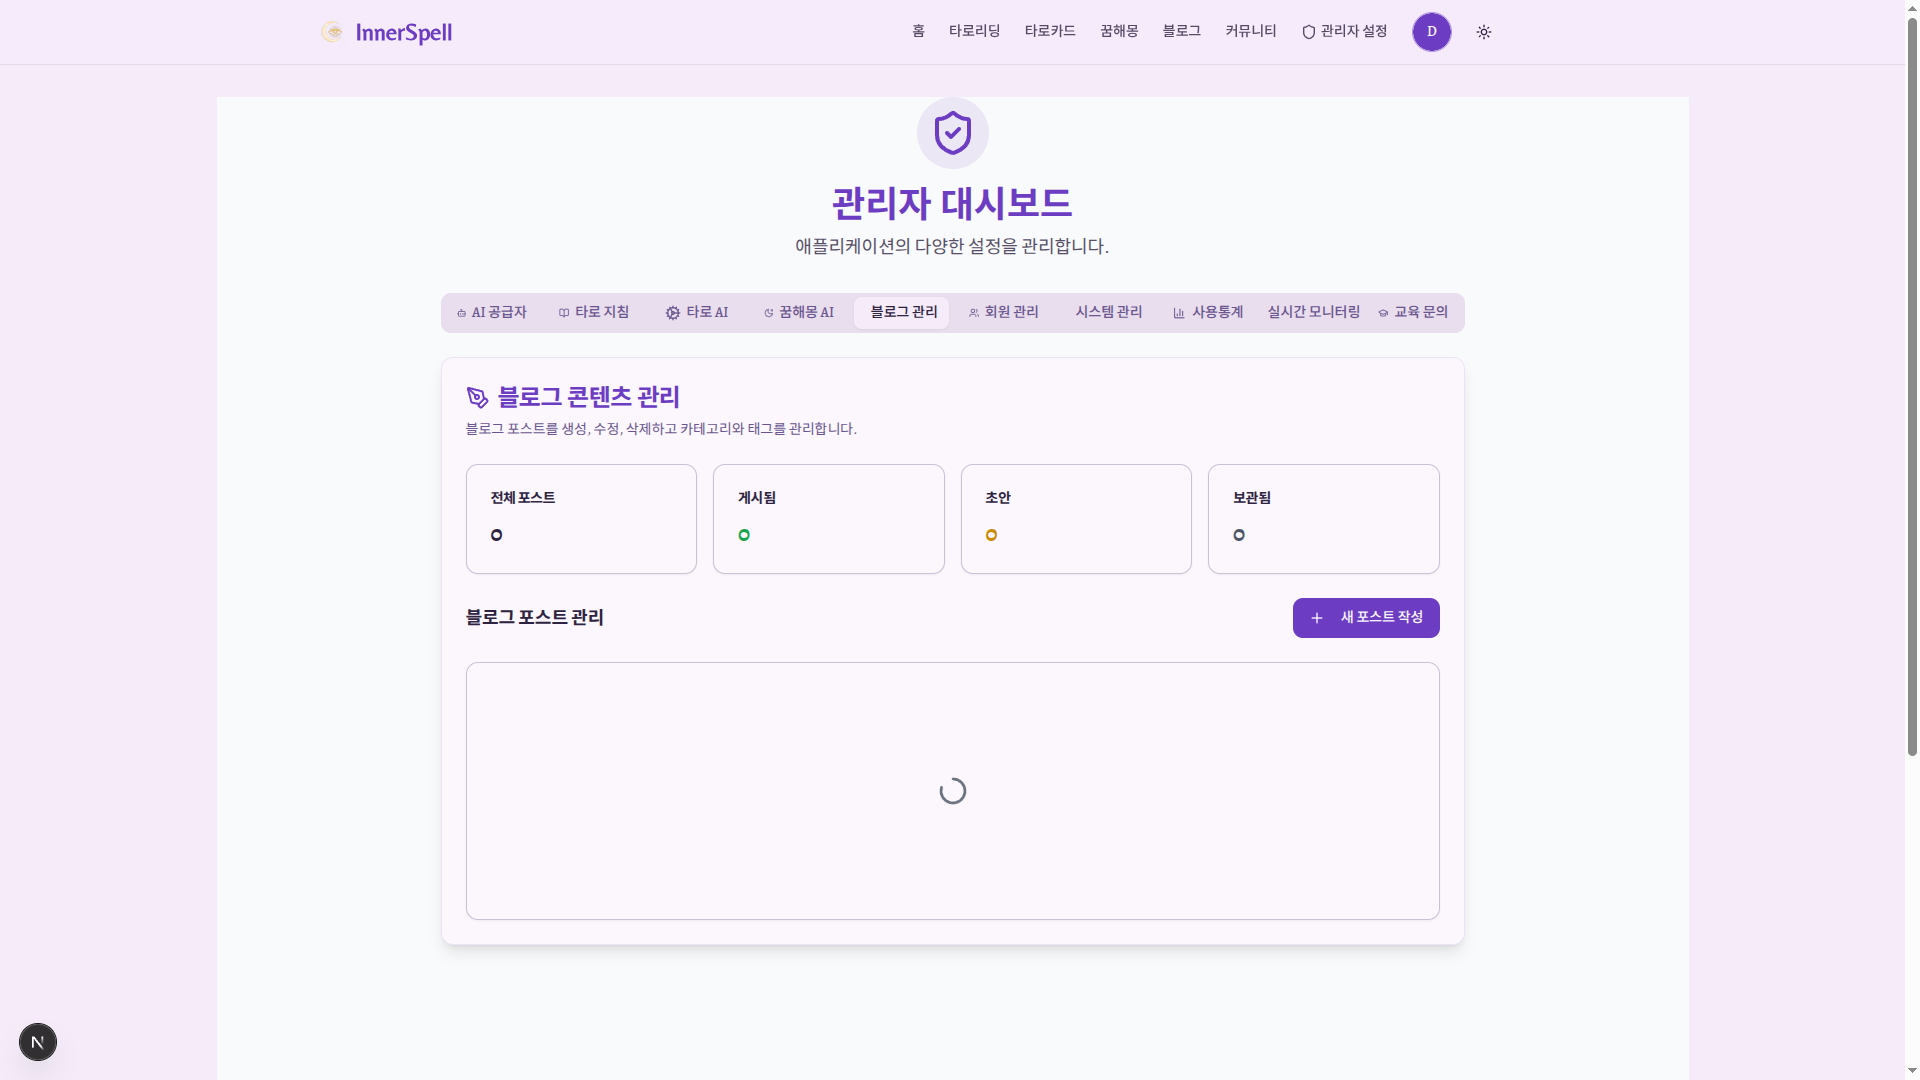 InnerSpell
홈 타로리딩 타로카드 꿈해몽 블로그 커뮤니티 관리자 설정 D
관리자 대시보드
애플리케이션의 다양한 설정을 관리합니다.
AI 공급자 타로 지침 타로 AI 꿈해몽 AI 블로그 관리 회원 관리 시스템 관리 사용통계 실시간 모니터링 교육 문의
블로그 콘텐츠 관리
블로그 포스트를 생성, 수정, 삭제하고 카테고리와 태그를 관리합니다.
전체 포스트 게시됨 초안 보관됨
0 0 0 0
블로그 포스트 관리
새 포스트 작성
N